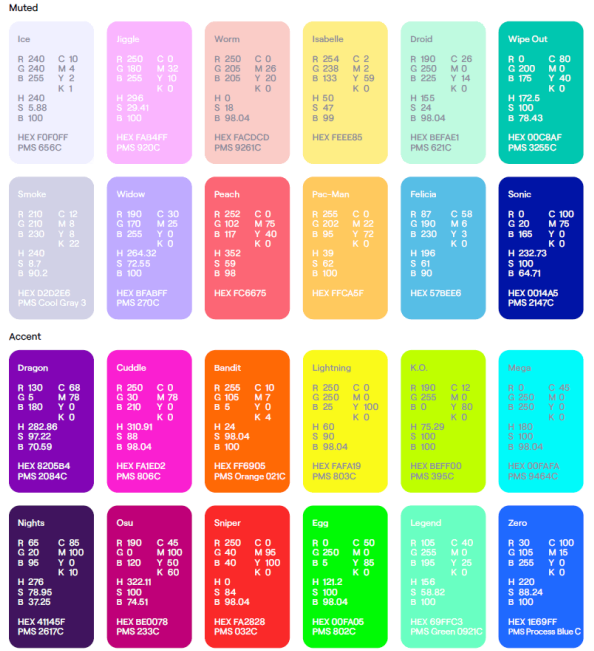 Muted
Ice
R 240 C 10
G 240 M 4
B 255 Y 2
K 1
H 240
S 5.88
B 100
HEX F0F0FF
PMS 656C
Jiggle
R 250 C 0
G 180 M 32
B 255 Y 10
K 0
H 296
S 29.41
B 100
HEX FAB4FF
PMS 920C
Worm
R 250 C 0
G 205 M 26
B 205 Y 20
K 0
H 0
S 18
B 98.04
HEX FACDCD
PMS 9261C
Isabelle
R 254 C 2
G 238 M 2
B 133 Y 59
K 0
H 50
S 47
B 99
HEX FEEE85
Droid
R 190 C 26
G 250 M 0
B 225 Y 14
K 0
H 155
S 24
B 98.04
HEX BEFAE1
PMS 621C
Wipe Out
R 0 C 80
G 200 M 0
B 175 Y 40
K 0
H 172.5
S 100
B 78.43
HEX 00C8AF
PMS 3255C
Smoke
R 210 C 12
G 210 M 8
B 230 Y 8
K 22
H 240
S 8.7
B 90.2
HEX D2D2E6
PMS Cool Gray 3
Widow
R 190 C 30
G 170 M 25
B 255 Y 0
K 0
H 264.32
S 72.55
B 100
HEX BFABFF
PMS 270C
Peach
R 252 C 0
G 102 M 75
B 117 Y 40
K 0
H 352
S 59
B 98
HEX FC6675
Pac-Man
R 255 C 0
G 202 M 22
B 95 Y 72
K 0
H 39
S 62
B 100
HEX FFCA5F
Felicia
R 87 C 58
G 190 M 6
B 230 Y 3
K 0
H 196
S 61
B 90
HEX 57BEE6
Sonic
R 0 C 100
G 20 M 75
B 165 Y 0
K 0
H 232.73
S 100
B 64.71
HEX 0014A5
PMS 2147C
Accent
Dragon
R 130 C 68
G 5 M 78
B 180 Y 0
K 0
H 282.86
S 97.22
B 70.59
HEX 8205B4
PMS 2084C
Cuddle
R 250 C 0
G 30 M 78
B 210 Y 0
K 0
H 310.91
S 88
B 98.04
HEX FA1ED2
PMS 806C
Bandit
R 255 C 10
G 105 M 7
B 5 Y 0
K 4
H 24
S 98.04
B 100
HEX FF6905
PMS Orange 021C
Lightning
R 250 C 0
G 250 M 0
B 25 Y 100
K 0
H 60
S 90
B 98.04
HEX FAFA19
PMS 803C
K.O.
R 190 C 12
G 255 M 0
B 0 Y 80
K 0
H 75.29
S 100
B 100
HEX BEFF00
PMS 395C
Mega
R 0 C 45
G 250 M 0
B 250 Y 0
K 0
H 180
S 100
B 98.04
HEX 00FAFA
PMS 9464C
Nights
R 65 C 85
G 20 M 100
B 95 Y 0
K 10
H 276
S 78.95
B 37.25
HEX 41145F
PMS 2617C
Osu
R 190 C 45
G 0 M 100
B 120 Y 50
K 60
H 322.11
S 100
B 74.51
HEX BE0078
PMS 233C
Sniper
R 250 C 0
G 40 M 95
B 40 Y 100
K 0
H 0
S 84
B 98.04
HEX FA2828
PMS 032C
Egg
R 0 C 50
G 250 M 0
B 5 Y 85
K 0
H 121.2
S 100
B 98.04
HEX 00FA05
PMS 802C
Legend
R 105 C 40
G 255 M 0
B 195 Y 25
K 0
H 156
S 58.82
B 100
HEX 69FFC3
PMS Green 0921C
Zero
R 30 C 100
G 105 M 15
B 255 Y 0
K 0
H 220
S 88.24
B 100
HEX 1E69FF
PMS Process Blue C